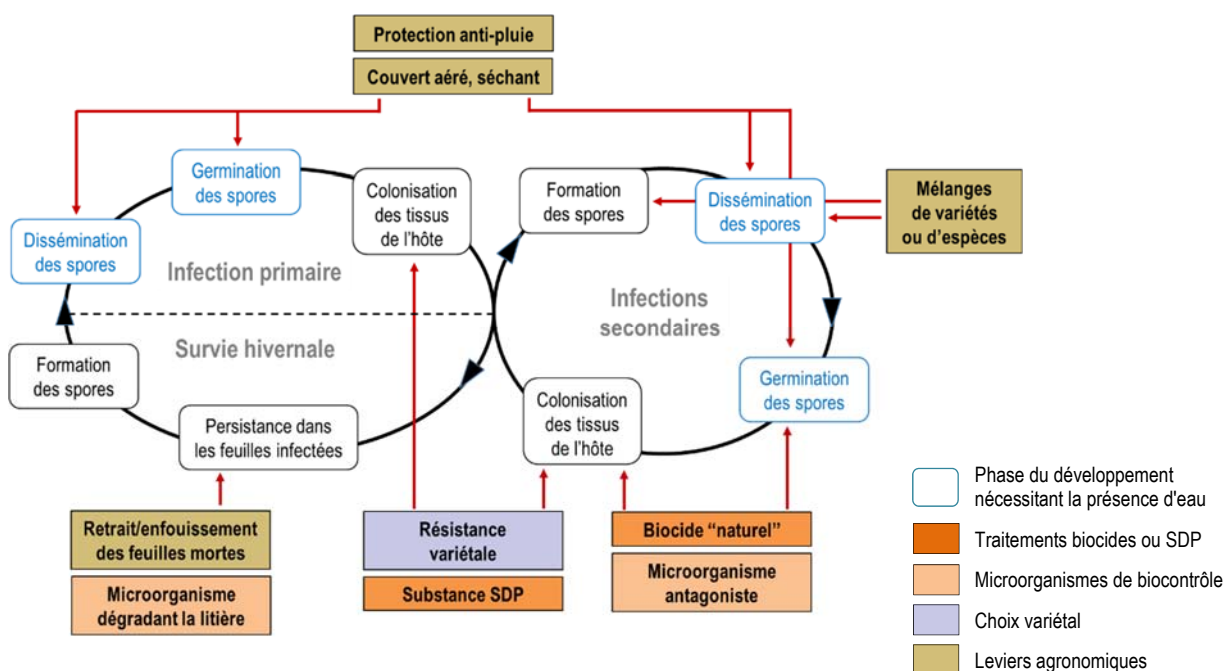 Protection anti-pluie
Couvert aéré, séchant
Germination
des spores
Colonisation
des tissus
de l'hôte
Dissémination
des spores
Infection primaire
Survie hivernale
Formation
des spores
Persistance dans
les feuilles infectées
Formation
des spores
Dissémination
des spores
Mélanges
de variétés
ou d'espèces
Infections
secondaires
Germination
des spores
Colonisation
des tissus
de l'hôte
Retrait/enfouissement
des feuilles mortes
Microorganisme
dégradant la litière
Résistance
variétale
Substance SDP
Biocide “naturel”
Microorganisme
antagoniste
Phase du développement
nécessitant la présence d'eau
Traitements biocides ou SDP
Microorganismes de biocontrôle
Choix variétal
Leviers agronomiques